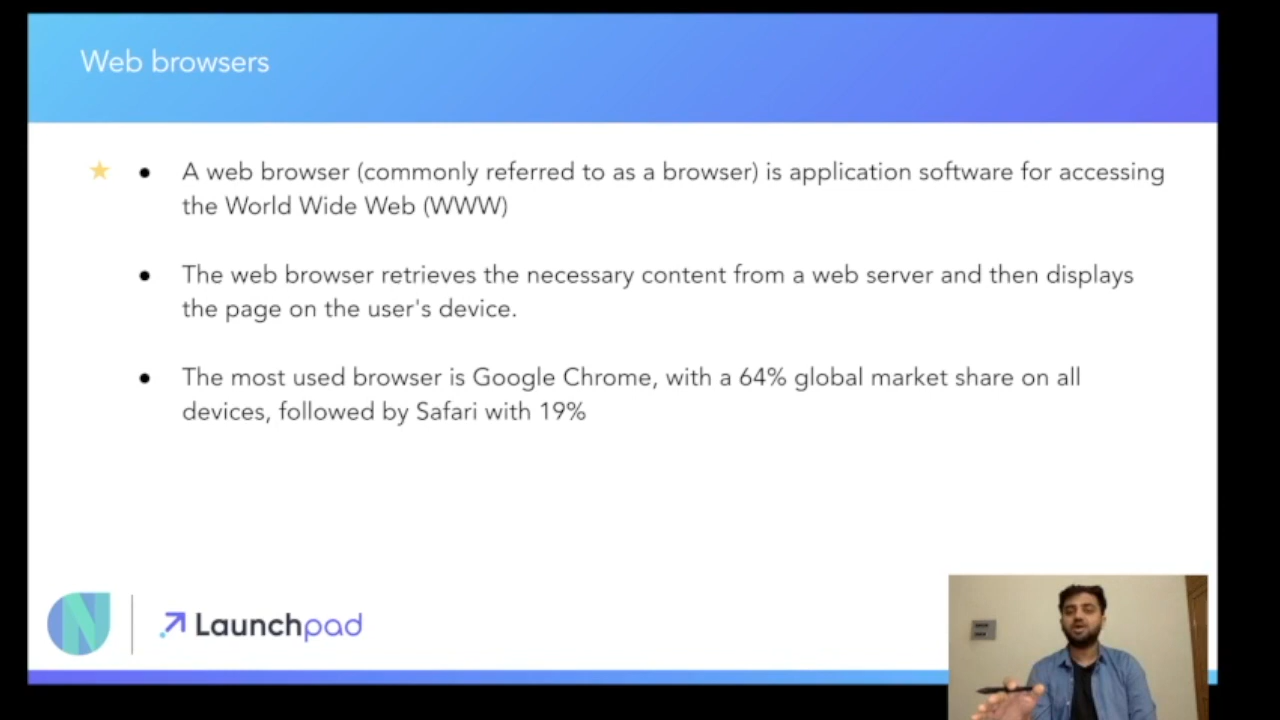 Web browsers
★ ● A web browser (commonly referred to as a browser) is application software for accessing
the World Wide Web (WWW)
● The web browser retrieves the necessary content from a web server and then displays
the page on the user's device.
● The most used browser is Google Chrome, with a 64% global market share on all
devices, followed by Safari with 19%
N
Launchpad